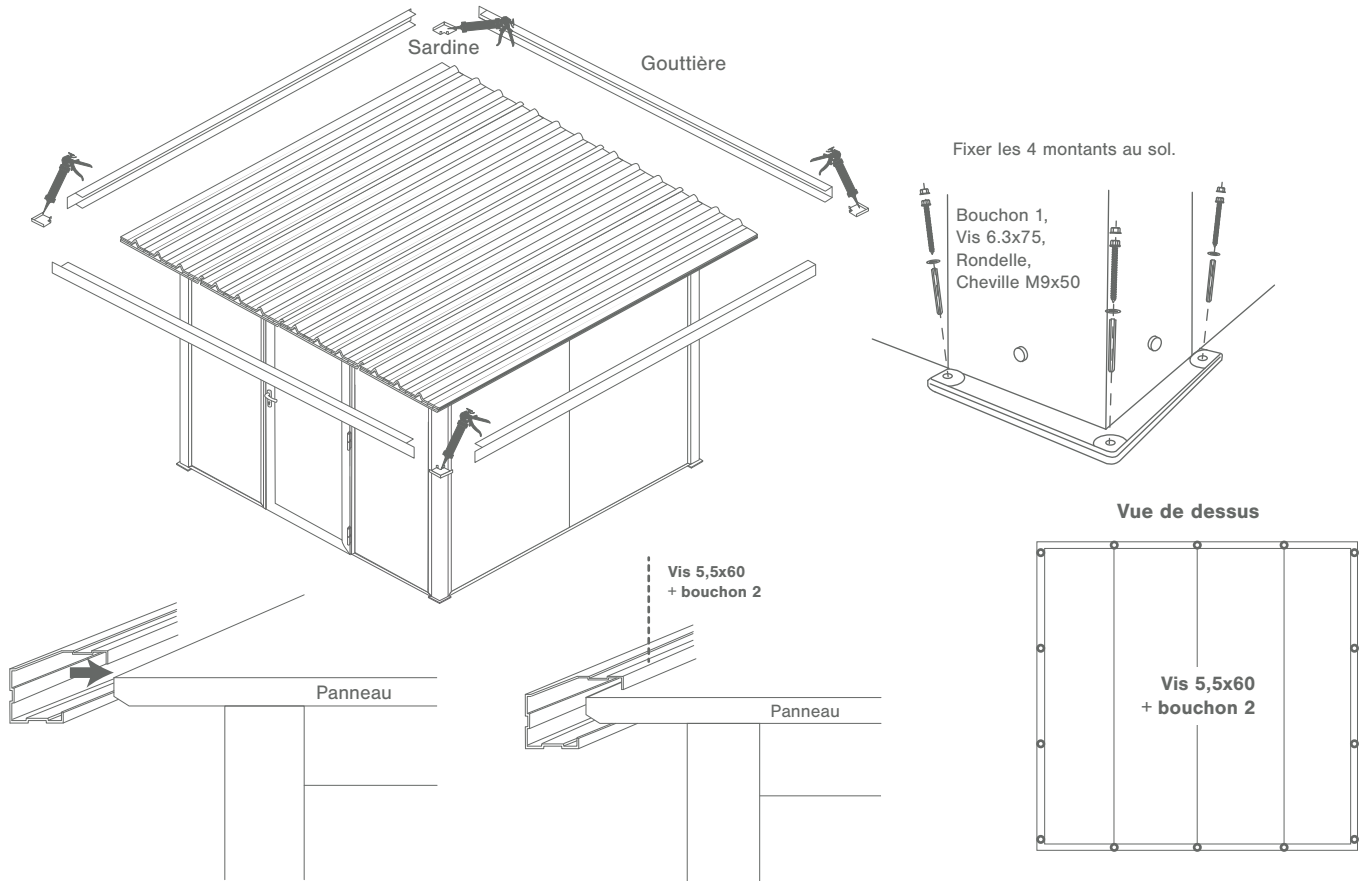 Sardine
Gouttière
Fixer les 4 montants au sol.
Bouchon 1,
Vis 6.3x75,
Rondelle,
Cheville M9x50
Vue de dessus
Vis 5,5x60
+ bouchon 2
Panneau
Panneau
Vis 5,5x60
+ bouchon 2